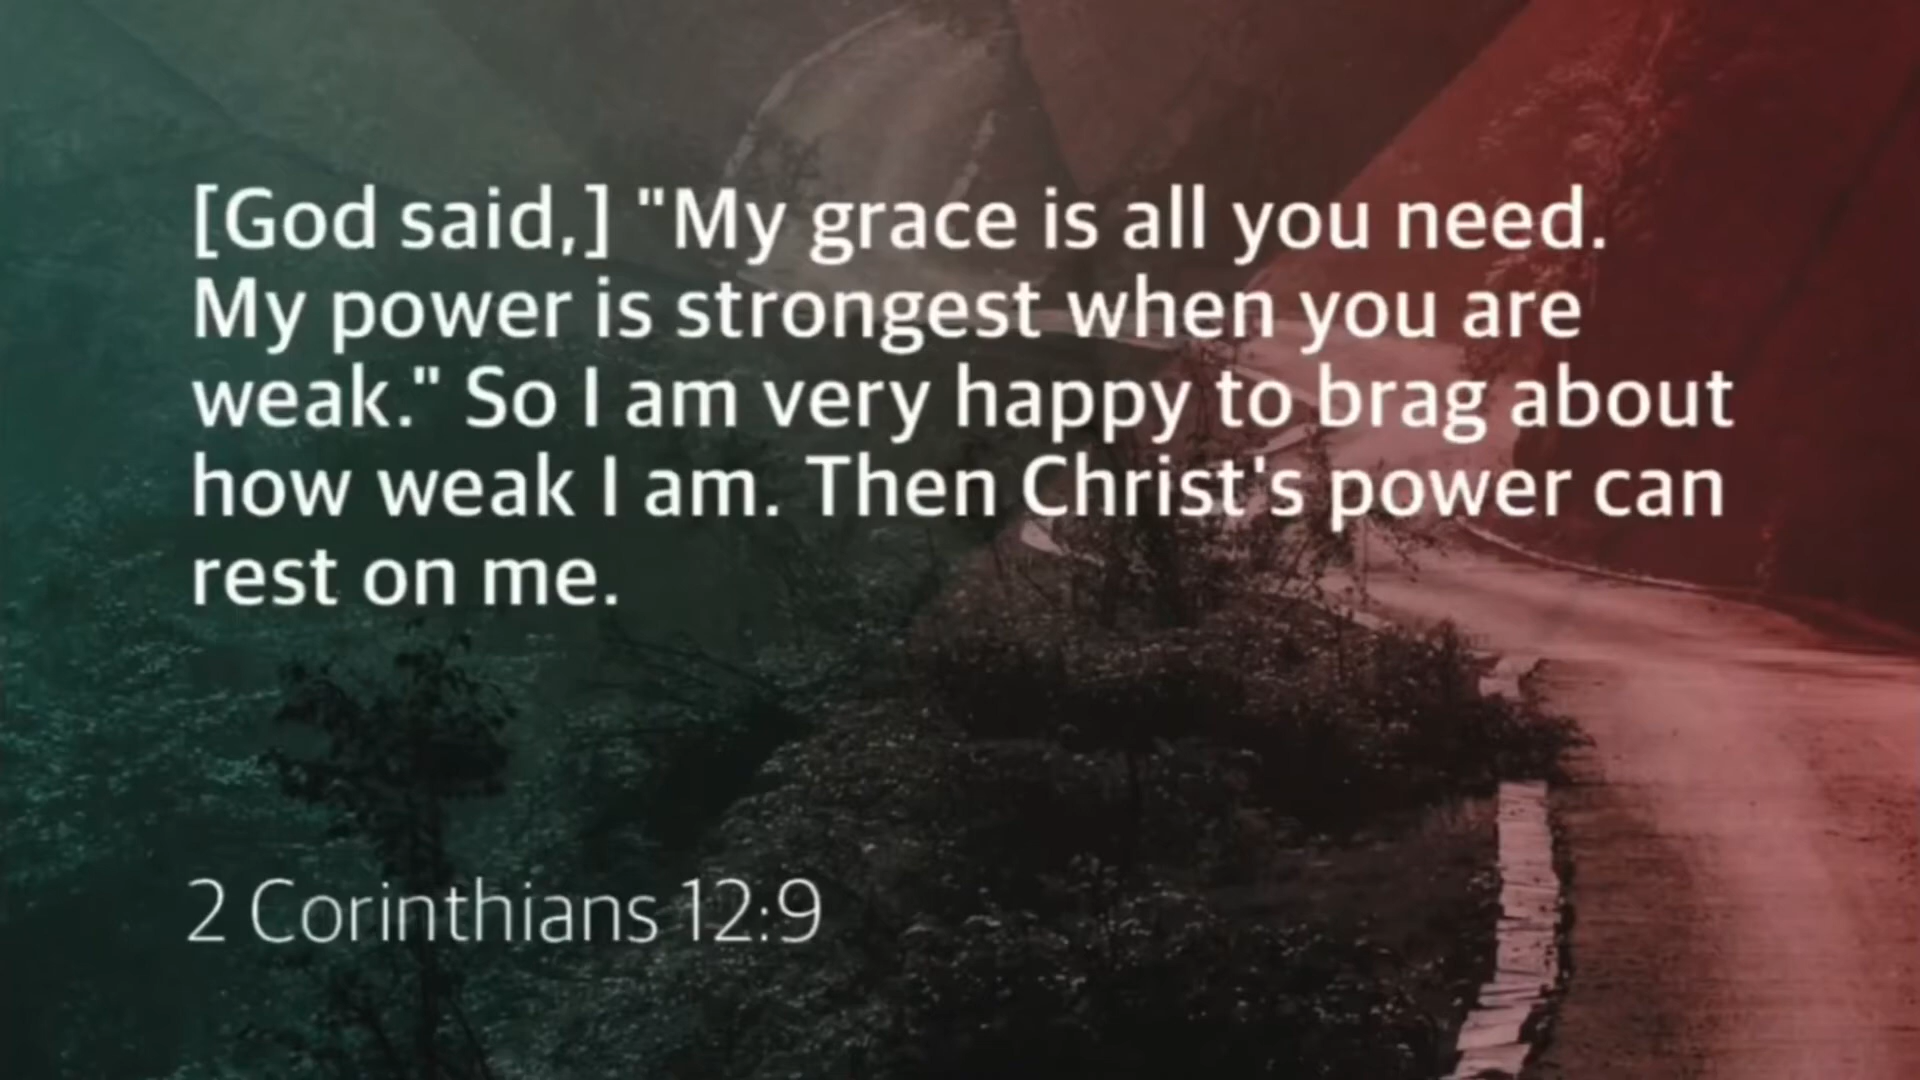 [God said,] "My grace is all you need.
My power is strongest when you are
weak." So I am very happy to brag about
how weak I am. Then Christ's power can
rest on me.
2 Corinthians 12:9